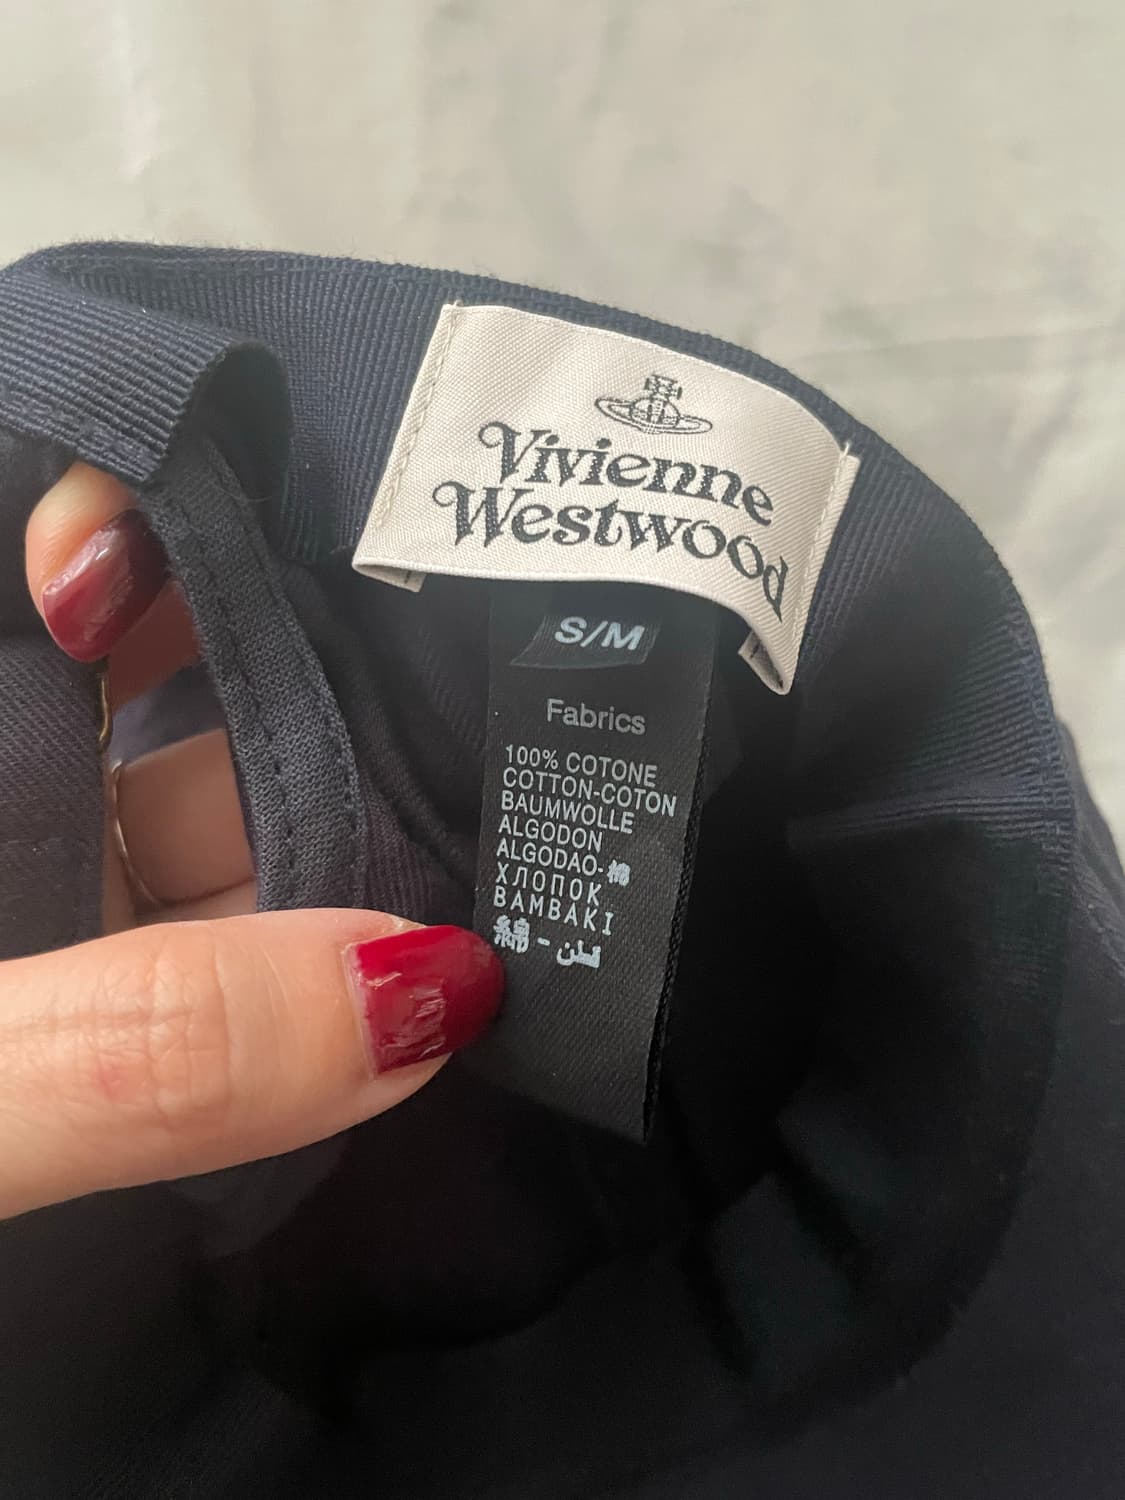 Vivienne
Westwood
S/M
Fabrics
100% COTONE
COTTON-COTON
BAUMWOLLE
ALGODON
ALGODAO-棉
ХЛОПОК
BAMBAKI
綿 - قطن